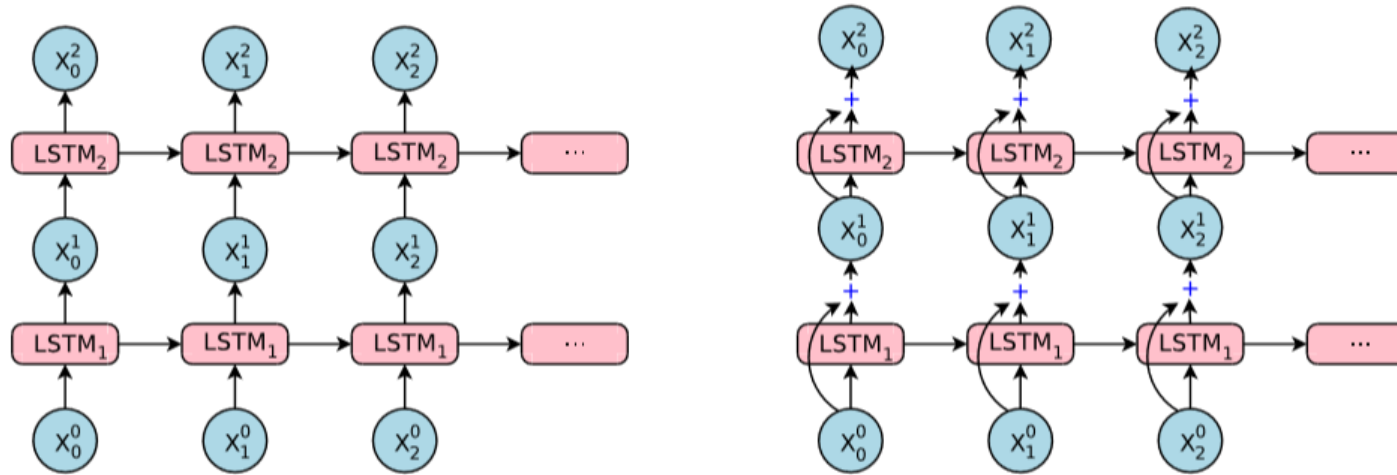 X₀² X₁² X₂² X₀² X₁² X₂²
+ + +
LSTM₂ LSTM₂ LSTM₂ ... LSTM₂ LSTM₂ LSTM₂ ...
X₀¹ X₁¹ X₂¹ X₀¹ X₁¹ X₂¹
+ + +
LSTM₁ LSTM₁ LSTM₁ ... LSTM₁ LSTM₁ LSTM₁ ...
X₀⁰ X₁⁰ X₂⁰ X₀⁰ X₁⁰ X₂⁰